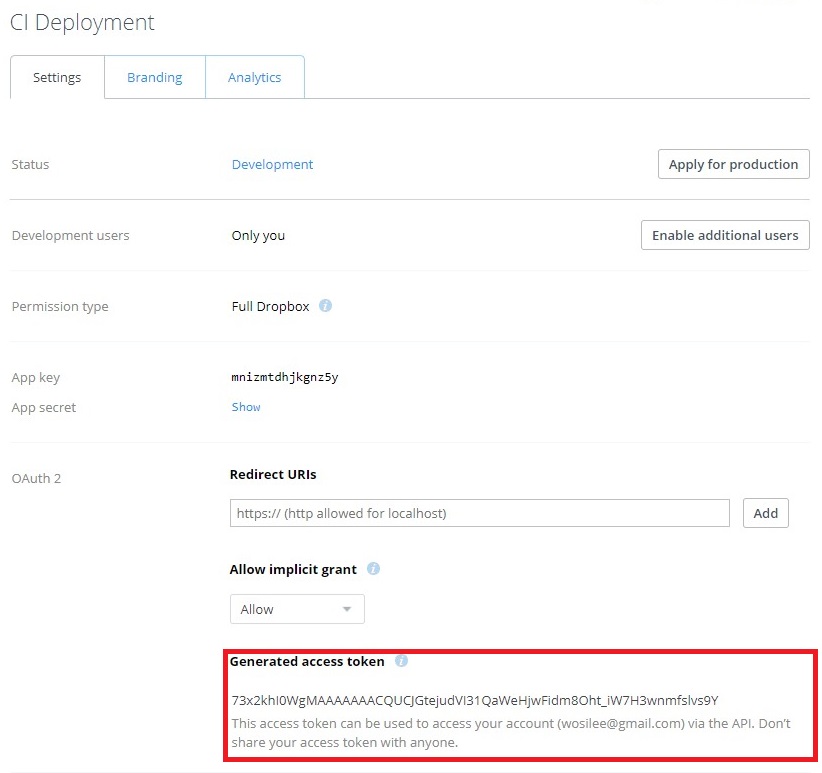 CI Deployment
Settings
Branding
Analytics
Status
Development
Apply for production
Development users
Only you
Enable additional users
Permission type
Full Dropbox
App key
mnizmtdhjkgnz5y
App secret
Show
OAuth 2
Redirect URIs
https:// (http allowed for localhost)
Add
Allow implicit grant
Allow
Generated access token
73x2khI0WgMAAAAAAACQUCJGtejudVI31QaWeHjwFidm8Oht_iW7H3wnmfslvs9Y
This access token can be used to access your account (wosilee@gmail.com) via the API. Don't
share your access token with anyone.